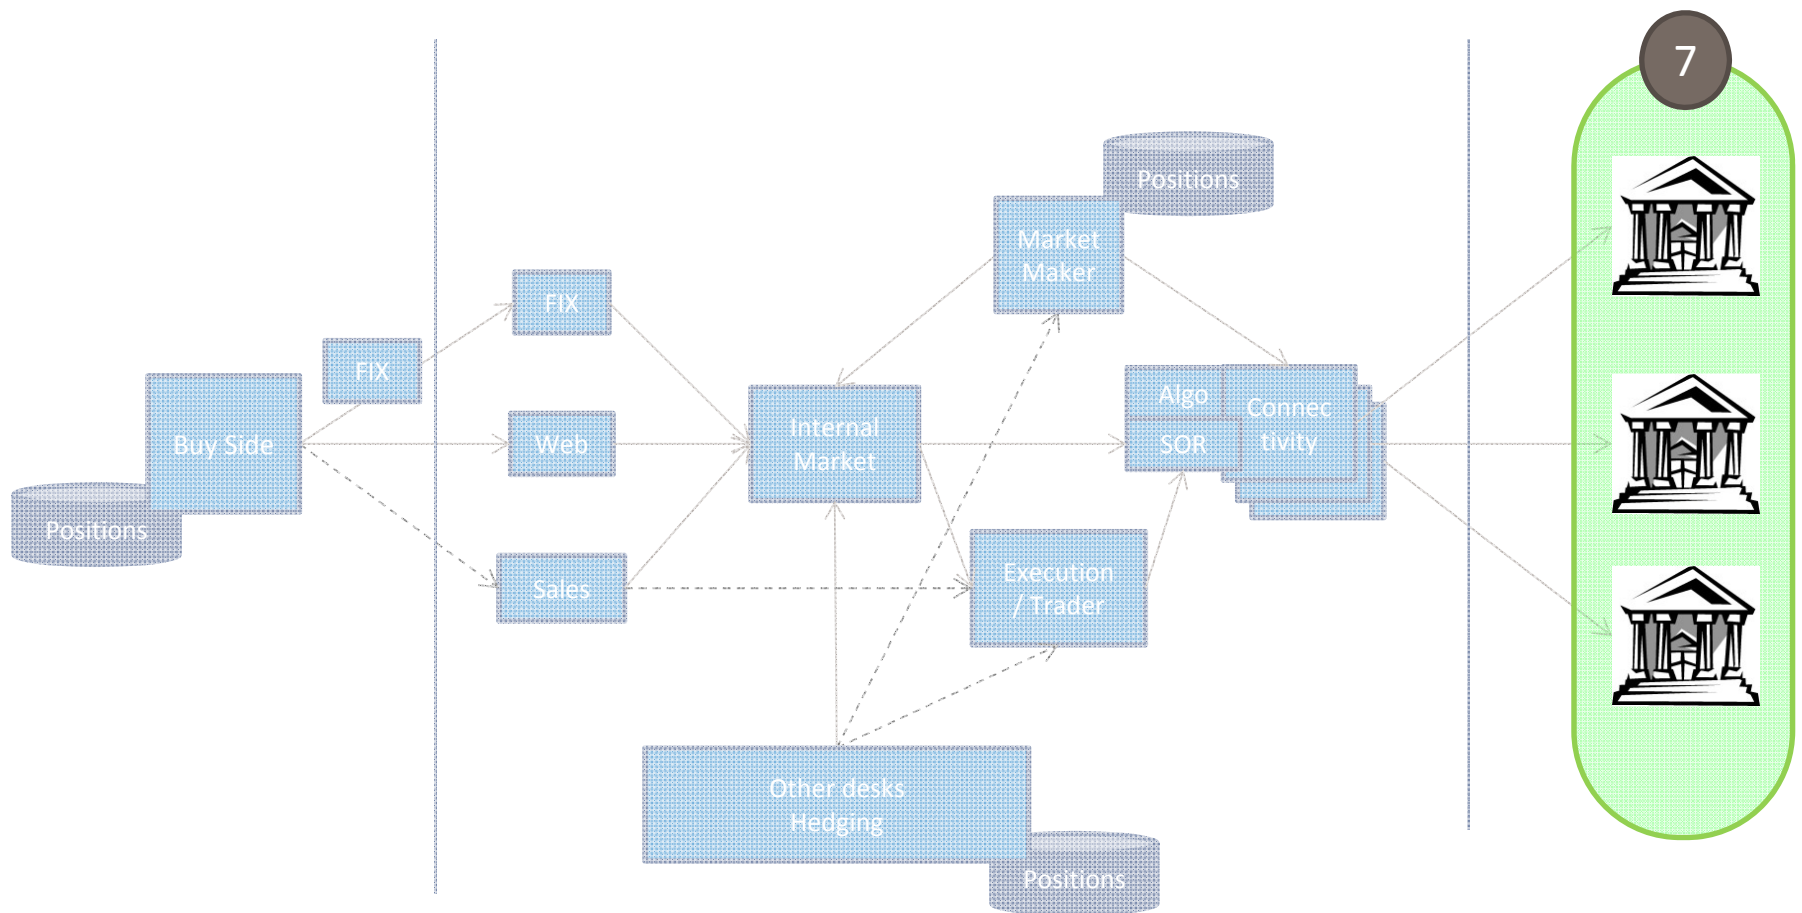 7
Positions
Market
Maker
FIX
FIX
Buy Side
Positions
Web
Internal
Market
Algo
SOR
Connec
tivity
Sales
Execution
/ Trader
Other desks
Hedging
Positions